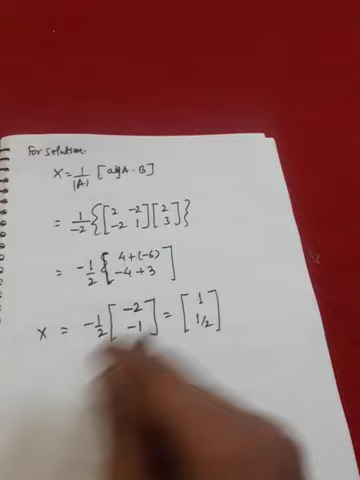 For solution.
X = 1/|A| [adjA · B]
= 1/-2 { [2 -2 -2 1] [2 3] }
= -1/2 { 4 + (-6) -4 + 3 ]
X = -1/2 [ -2 -1 ] = [ 1 1/2 ]